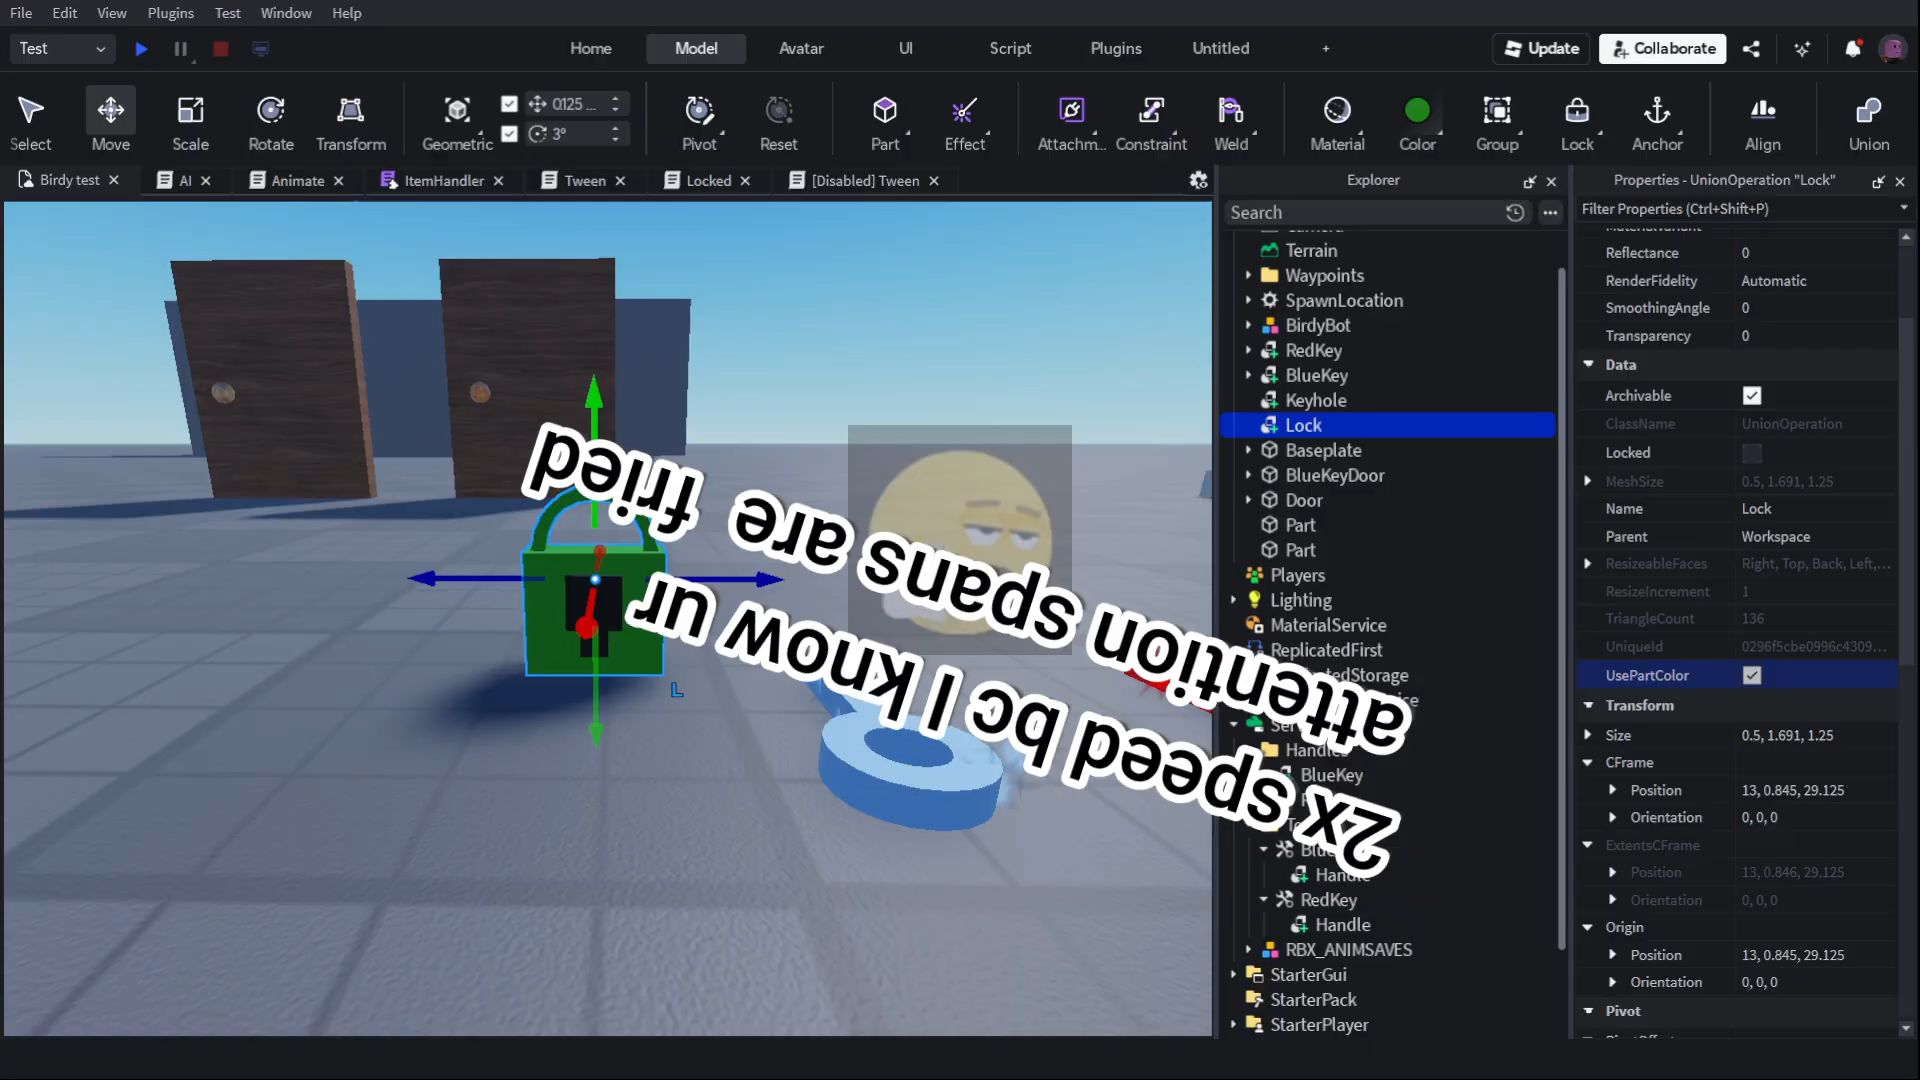 File Edit View Plugins Test Window Help
Test Home Model Avatar UI Script Plugins Untitled + Update Collaborate
Select Move Scale Rotate Transform Geometric 0.125 ... 3° Pivot Reset Part Effect Attachm... Constraint Weld Material Color Group Lock Anchor Align Union
Birdy test AI Animate ItemHandler Tween Locked [Disabled] Tween
2x speed bc I know ur
attention spans are fried
L
Explorer
Search
Terrain
Waypoints
SpawnLocation
BirdyBot
RedKey
BlueKey
Keyhole
Lock
Baseplate
BlueKeyDoor
Door
Part
Part
Players
Lighting
MaterialService
ReplicatedFirst
Handles
BlueKey
Handle
RedKey
Handle
RBX_ANIMSAVES
StarterGui
StarterPack
StarterPlayer
Properties - UnionOperation "Lock"
Filter Properties (Ctrl+Shift+P)
Reflectance 0
RenderFidelity Automatic
SmoothingAngle 0
Transparency 0
Data
Archivable
ClassName UnionOperation
Locked
MeshSize 0.5, 1.691, 1.25
Name Lock
Parent Workspace
ResizeableFaces Right, Top, Back, Left,...
ResizeIncrement 1
TriangleCount 136
UniqueId 0296f5cbe0996c4309...
UsePartColor
Transform
Size 0.5, 1.691, 1.25
CFrame
Position 13, 0.845, 29.125
Orientation 0, 0, 0
ExtentsCFrame
Position 13, 0.846, 29.125
Orientation 0, 0, 0
Origin
Position 13, 0.845, 29.125
Orientation 0, 0, 0
Pivot